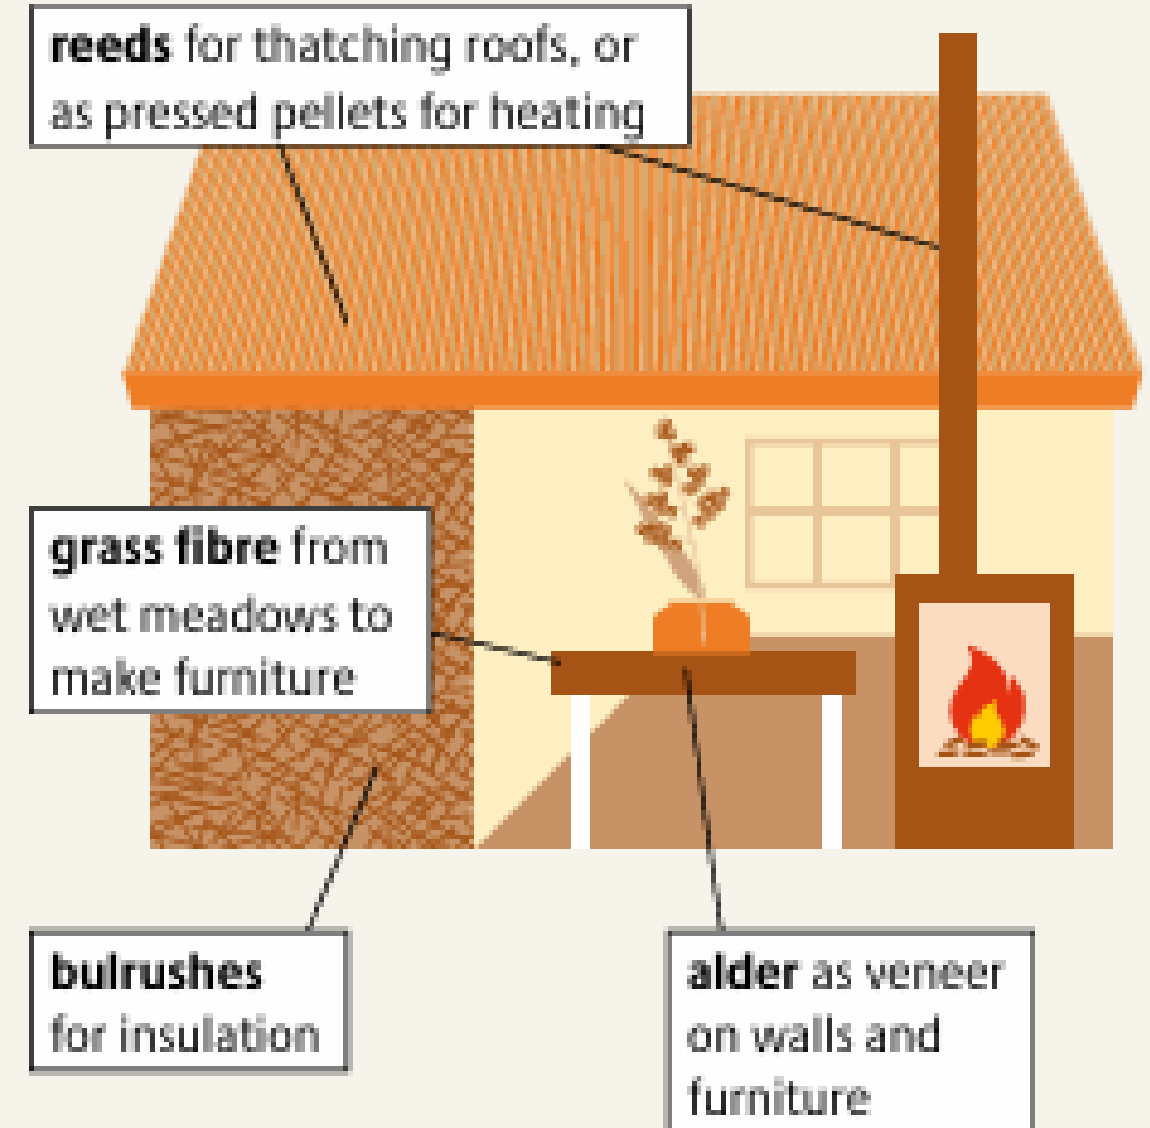 reeds for thatching roofs, or
as pressed pellets for heating
grass fibre from
wet meadows to
make furniture
bulrushes
for insulation
alder as veneer
on walls and
furniture